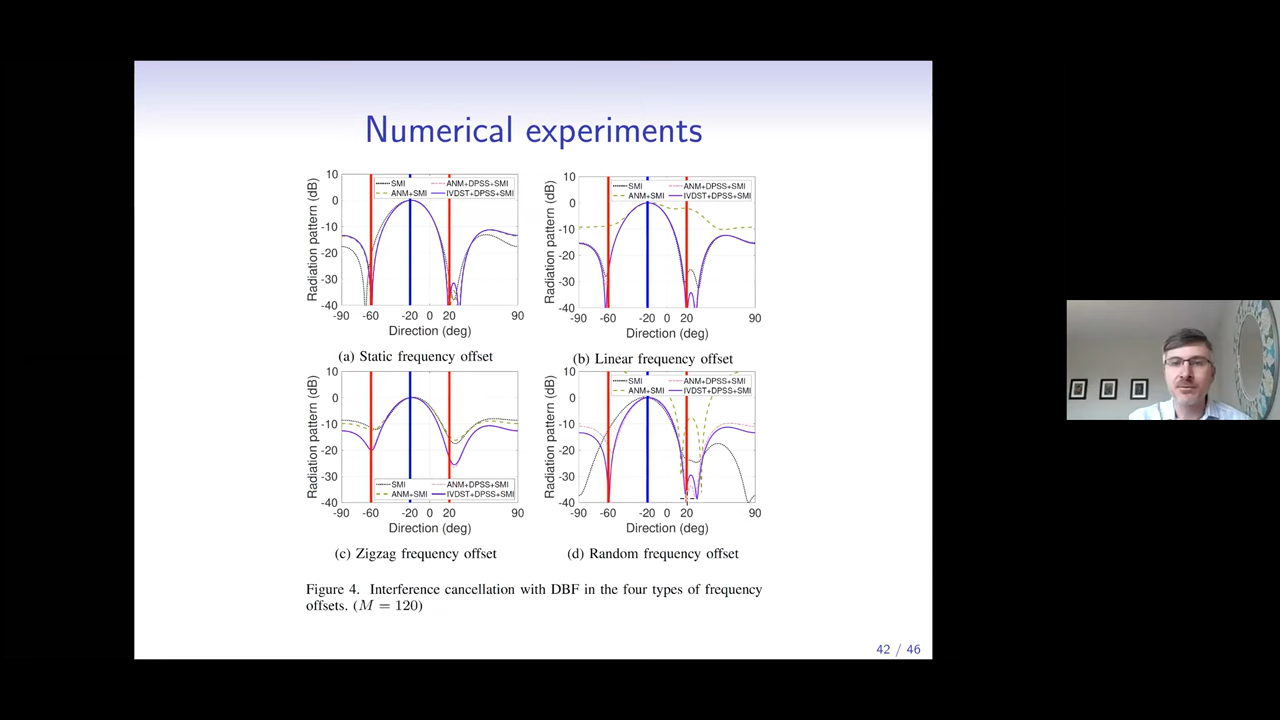 Numerical experiments
10
0
-10
-20
-30
-40
Radiation pattern (dB)
SMI
ANM+SMI
ANM+DPSS+SMI
IVDST+DPSS+SMI
-90 -60 -20 0 20 90
Direction (deg)
(a) Static frequency offset
10
0
-10
-20
-30
-40
Radiation pattern (dB)
SMI
ANM+SMI
ANM+DPSS+SMI
IVDST+DPSS+SMI
-90 -60 -20 0 20 90
Direction (deg)
(b) Linear frequency offset
10
0
-10
-20
-30
-40
Radiation pattern (dB)
SMI
ANM+SMI
ANM+DPSS+SMI
IVDST+DPSS+SMI
-90 -60 -20 0 20 90
Direction (deg)
(c) Zigzag frequency offset
10
0
-10
-20
-30
-40
Radiation pattern (dB)
SMI
ANM+SMI
ANM+DPSS+SMI
IVDST+DPSS+SMI
-90 -60 -20 0 20 90
Direction (deg)
(d) Random frequency offset
Figure 4. Interference cancellation with DBF in the four types of frequency
offsets. (M = 120)
42 / 46